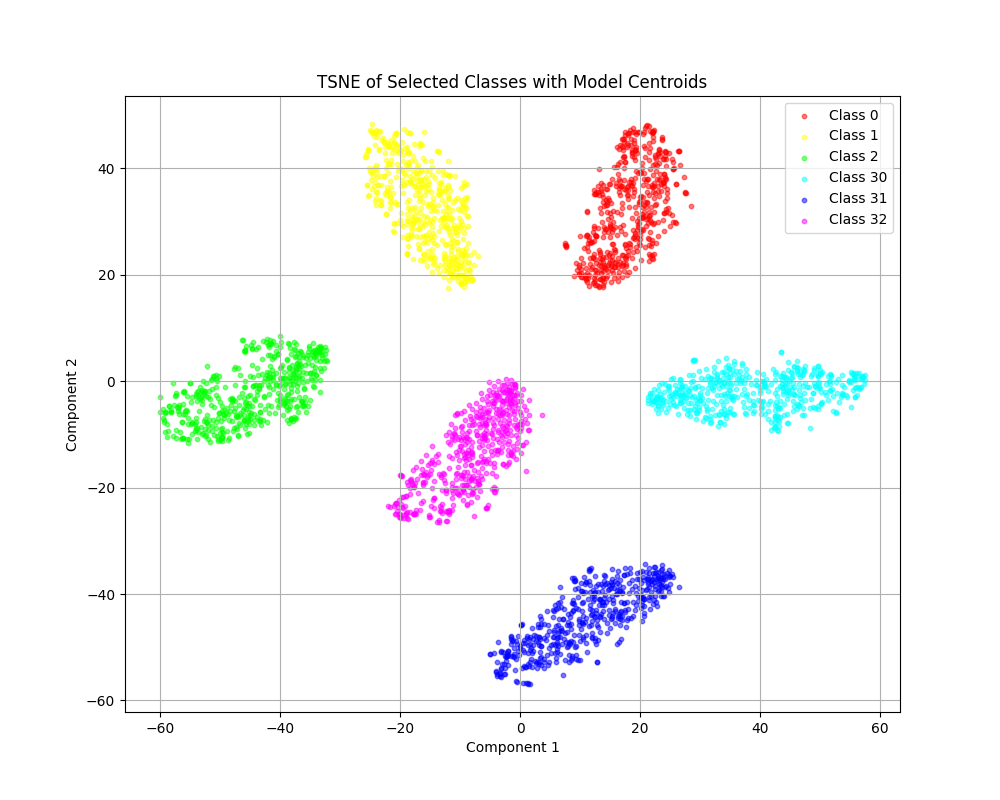 TSNE of Selected Classes with Model Centroids
Class 0
Class 1
Class 2
Class 30
Class 31
Class 32
Component 2
40
20
0
−20
−40
−60
−60 −40 −20 0 20 40 60
Component 1